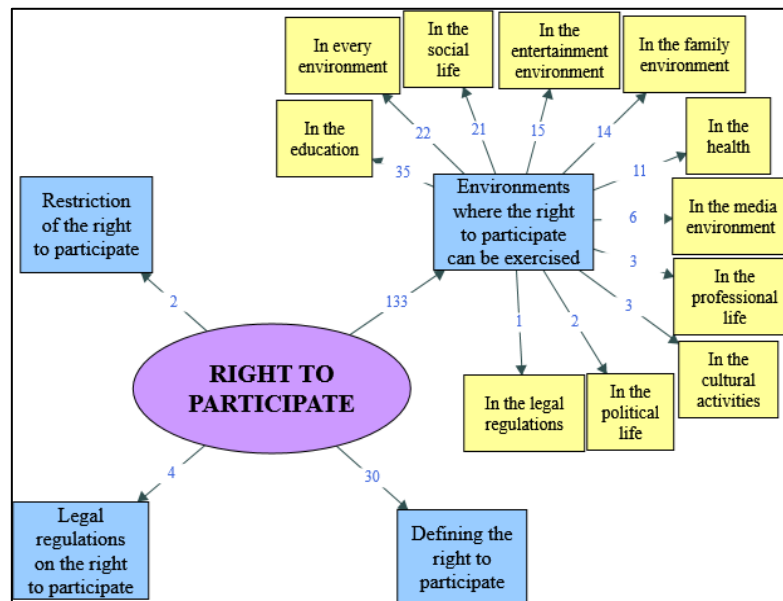 In every
environment
In the
social
life
In the
entertainment
environment
In the family
environment
In the
education
In the
health
22
21
15
14
35
11
Environments
where the right
to participate
can be exercised
6
In the media
environment
Restriction
of the right
to participate
3
In the
professional
life
2
133
1
2
3
In the
cultural
activities
RIGHT TO
PARTICIPATE
In the legal
regulations
In the
political
life
4
30
Legal
regulations
on the right
to participate
Defining the
right to
participate